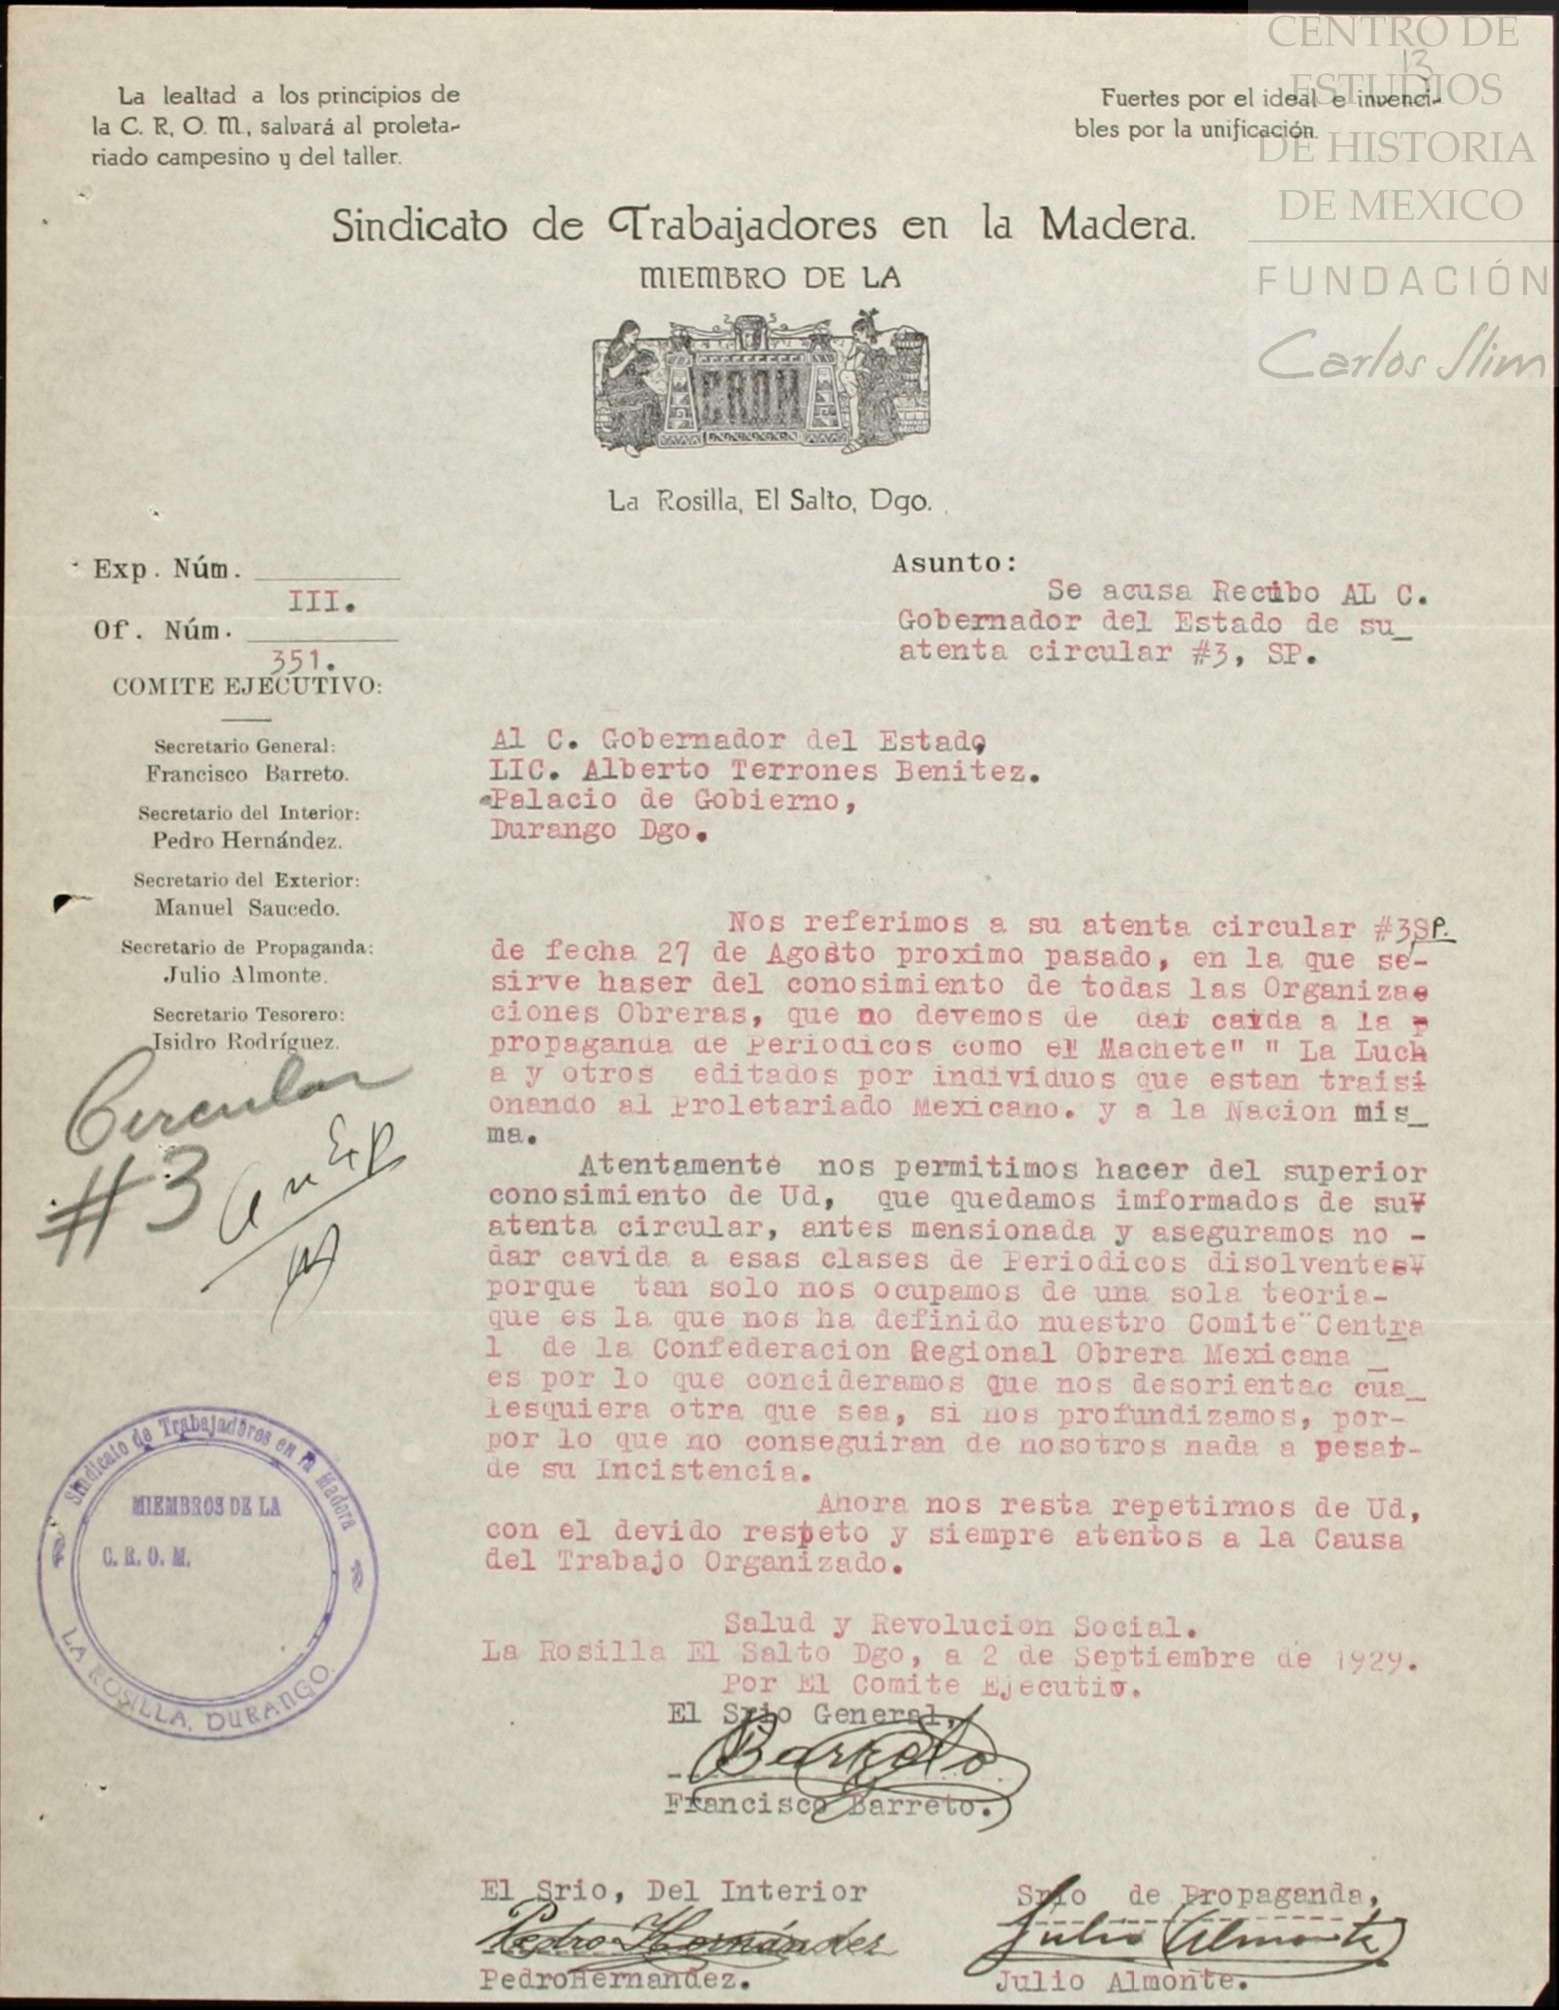 CENTRO DE
ESTUDIOS
DE HISTORIA
DE MEXICO
FUNDACIÓN
Carlos Slim
13
La lealtad a los principios de
la C. R. O. M., salvará al proleta-
riado campesino y del taller.
Fuertes por el ideal e invenci-
bles por la unificación.
Sindicato de Trabajadores en la Madera.
MIEMBRO DE LA
CROM
La Rosilla, El Salto, Dgo.
Exp. Núm.
III.
Of. Núm.
351.
COMITE EJECUTIVO:
Secretario General:
Francisco Barreto.
Secretario del Interior:
Pedro Hernández.
Secretario del Exterior:
Manuel Saucedo.
Secretario de Propaganda:
Julio Almonte.
Secretario Tesorero:
Isidro Rodríguez.
Circular
#3
Exp
Asunto:
Se acusa Recibo AL C.
Gobernador del Estado de su_
atenta circular #3, SP.
Al C. Gobernador del Estado
LIC. Alberto Terrones Benitez.
Palacio de Gobierno,
Durango Dgo.
Nos referimos a su atenta circular #3SP.
de fecha 27 de Agosto proximo pasado, en la que se-
sirve haser del conosimiento de todas las Organizac
ciones Obreras, que no devemos de dar cavda a la p
propaganda de Periodicos como el Machete" " La Luch
a y otros editados por individuos que estan traisi
onando al Proletariado Mexicano. y a la Nacion mis_
ma.
Atentamente nos permitimos hacer del superior
conosimiento de Ud, que quedamos imformados de su
atenta circular, antes mensionada y aseguramos no -
dar cavida a esas clases de Periodicos disolventes
porque tan solo nos ocupamos de una sola teoria-
que es la que nos ha definido nuestro Comite Centra
l de la Confederacion Regional Obrera Mexicana _
es por lo que concideramos que nos desorientac cua_
lesquiera otra que sea, si nos profundizamos, por-
por lo que no conseguiran de nosotros nada a pesar-
de su Incistencia.
Ahora nos resta repetirnos de Ud,
con el devido respeto y siempre atentos a la Causa
del Trabajo Organizado.
Salud y Revolucion Social.
La Rosilla El Salto Dgo, a 2 de Septiembre de 1929.
Por El Comite Ejecutiv.
El Srio General,
Barreto
Francisco Barreto.
El Srio, Del Interior
Pedro Hernández
PedroHernandez.
Srio de Propaganda,
Julio Almonte
Julio Almonte.
Sindicato de Trabajadores en la Madera
MIEMBROS DE LA
C. R. O. M.
LA ROSILLA, DURANGO.